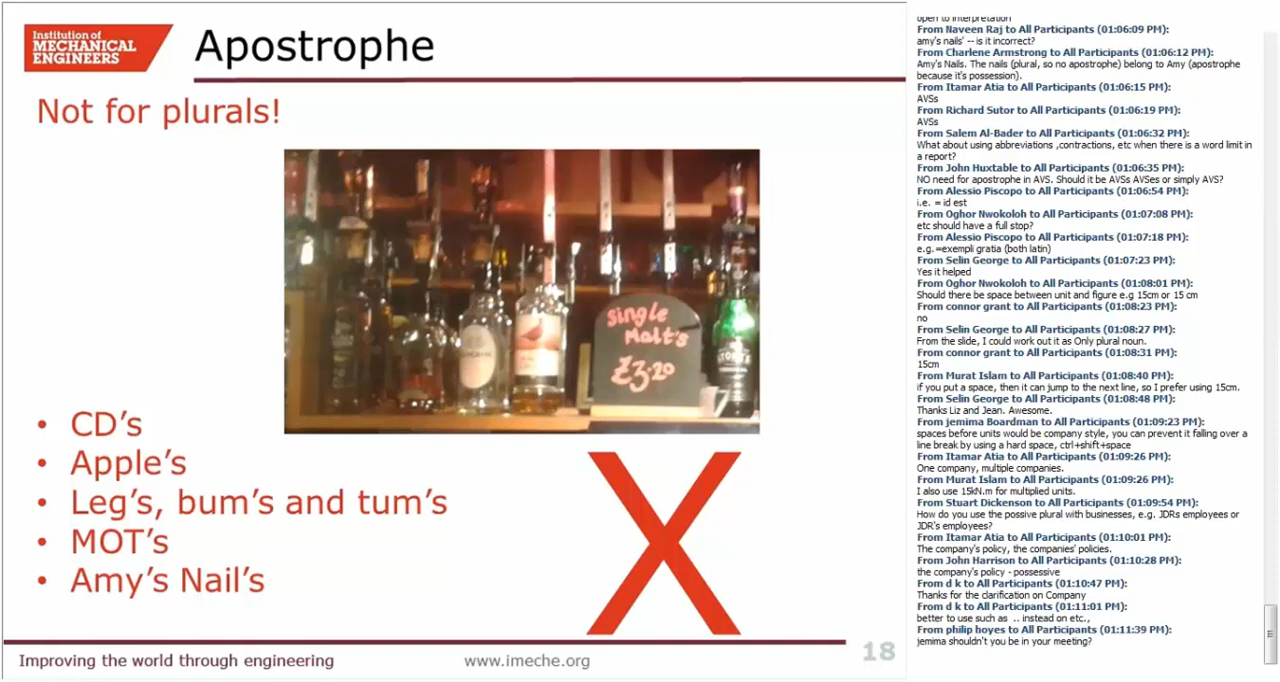 Institution of
MECHANICAL
ENGINEERS
Apostrophe
Not for plurals!
Single
Malt's
£3.20
• CD's
• Apple's
• Leg's, bum's and tum's
• MOT's
• Amy's Nail's
X
Improving the world through engineering
www.imeche.org
18
open to interpretation
From Naveen Raj to All Participants (01:06:09 PM):
amy's nails' -- is it incorrect?
From Charlene Armstrong to All Participants (01:06:12 PM):
Amy's Nails. The nails (plural, so no apostrophe) belong to Amy (apostrophe
because it's possession).
From Itamar Atia to All Participants (01:06:15 PM):
AVSs
From Richard Sutor to All Participants (01:06:19 PM):
AVSs
From Salem Al-Bader to All Participants (01:06:32 PM):
What about using abbreviations ,contractions, etc when there is a word limit in
a report?
From John Huxtable to All Participants (01:06:35 PM):
NO need for apostrophe in AVS. Should it be AVSs AVSes or simply AVS?
From Alessio Piscopo to All Participants (01:06:54 PM):
i.e. = id est
From Oghor Nwokoloh to All Participants (01:07:08 PM):
etc should have a full stop?
From Alessio Piscopo to All Participants (01:07:18 PM):
e.g.=exempli gratia (both latin)
From Selin George to All Participants (01:07:23 PM):
Yes it helped
From Oghor Nwokoloh to All Participants (01:08:01 PM):
Should there be space between unit and figure e.g 15cm or 15 cm
From connor grant to All Participants (01:08:23 PM):
no
From Selin George to All Participants (01:08:27 PM):
From the slide, I could work out it as Only plural noun.
From connor grant to All Participants (01:08:31 PM):
15cm
From Murat Islam to All Participants (01:08:40 PM):
if you put a space, then it can jump to the next line, so I prefer using 15cm.
From Selin George to All Participants (01:08:48 PM):
Thanks Liz and Jean. Awesome.
From jemima Boardman to All Participants (01:09:23 PM):
spaces before units would be company style, you can prevent it falling over a
line break by using a hard space, ctrl+shift+space
From Itamar Atia to All Participants (01:09:26 PM):
One company, multiple companies.
From Murat Islam to All Participants (01:09:26 PM):
I also use 15kN.m for multiplied units.
From Stuart Dickenson to All Participants (01:09:54 PM):
How do you use the possive plural with businesses, e.g. JDRs employees or
JDR's employees?
From Itamar Atia to All Participants (01:10:01 PM):
The company's policy, the companies' policies.
From John Harrison to All Participants (01:10:28 PM):
the company's policy - possessive
From d k to All Participants (01:10:47 PM):
Thanks for the clarification on Company
From d k to All Participants (01:11:01 PM):
better to use such as .. instead on etc.,
From philip hoyes to All Participants (01:11:39 PM):
jemima shouldn't you be in your meeting?